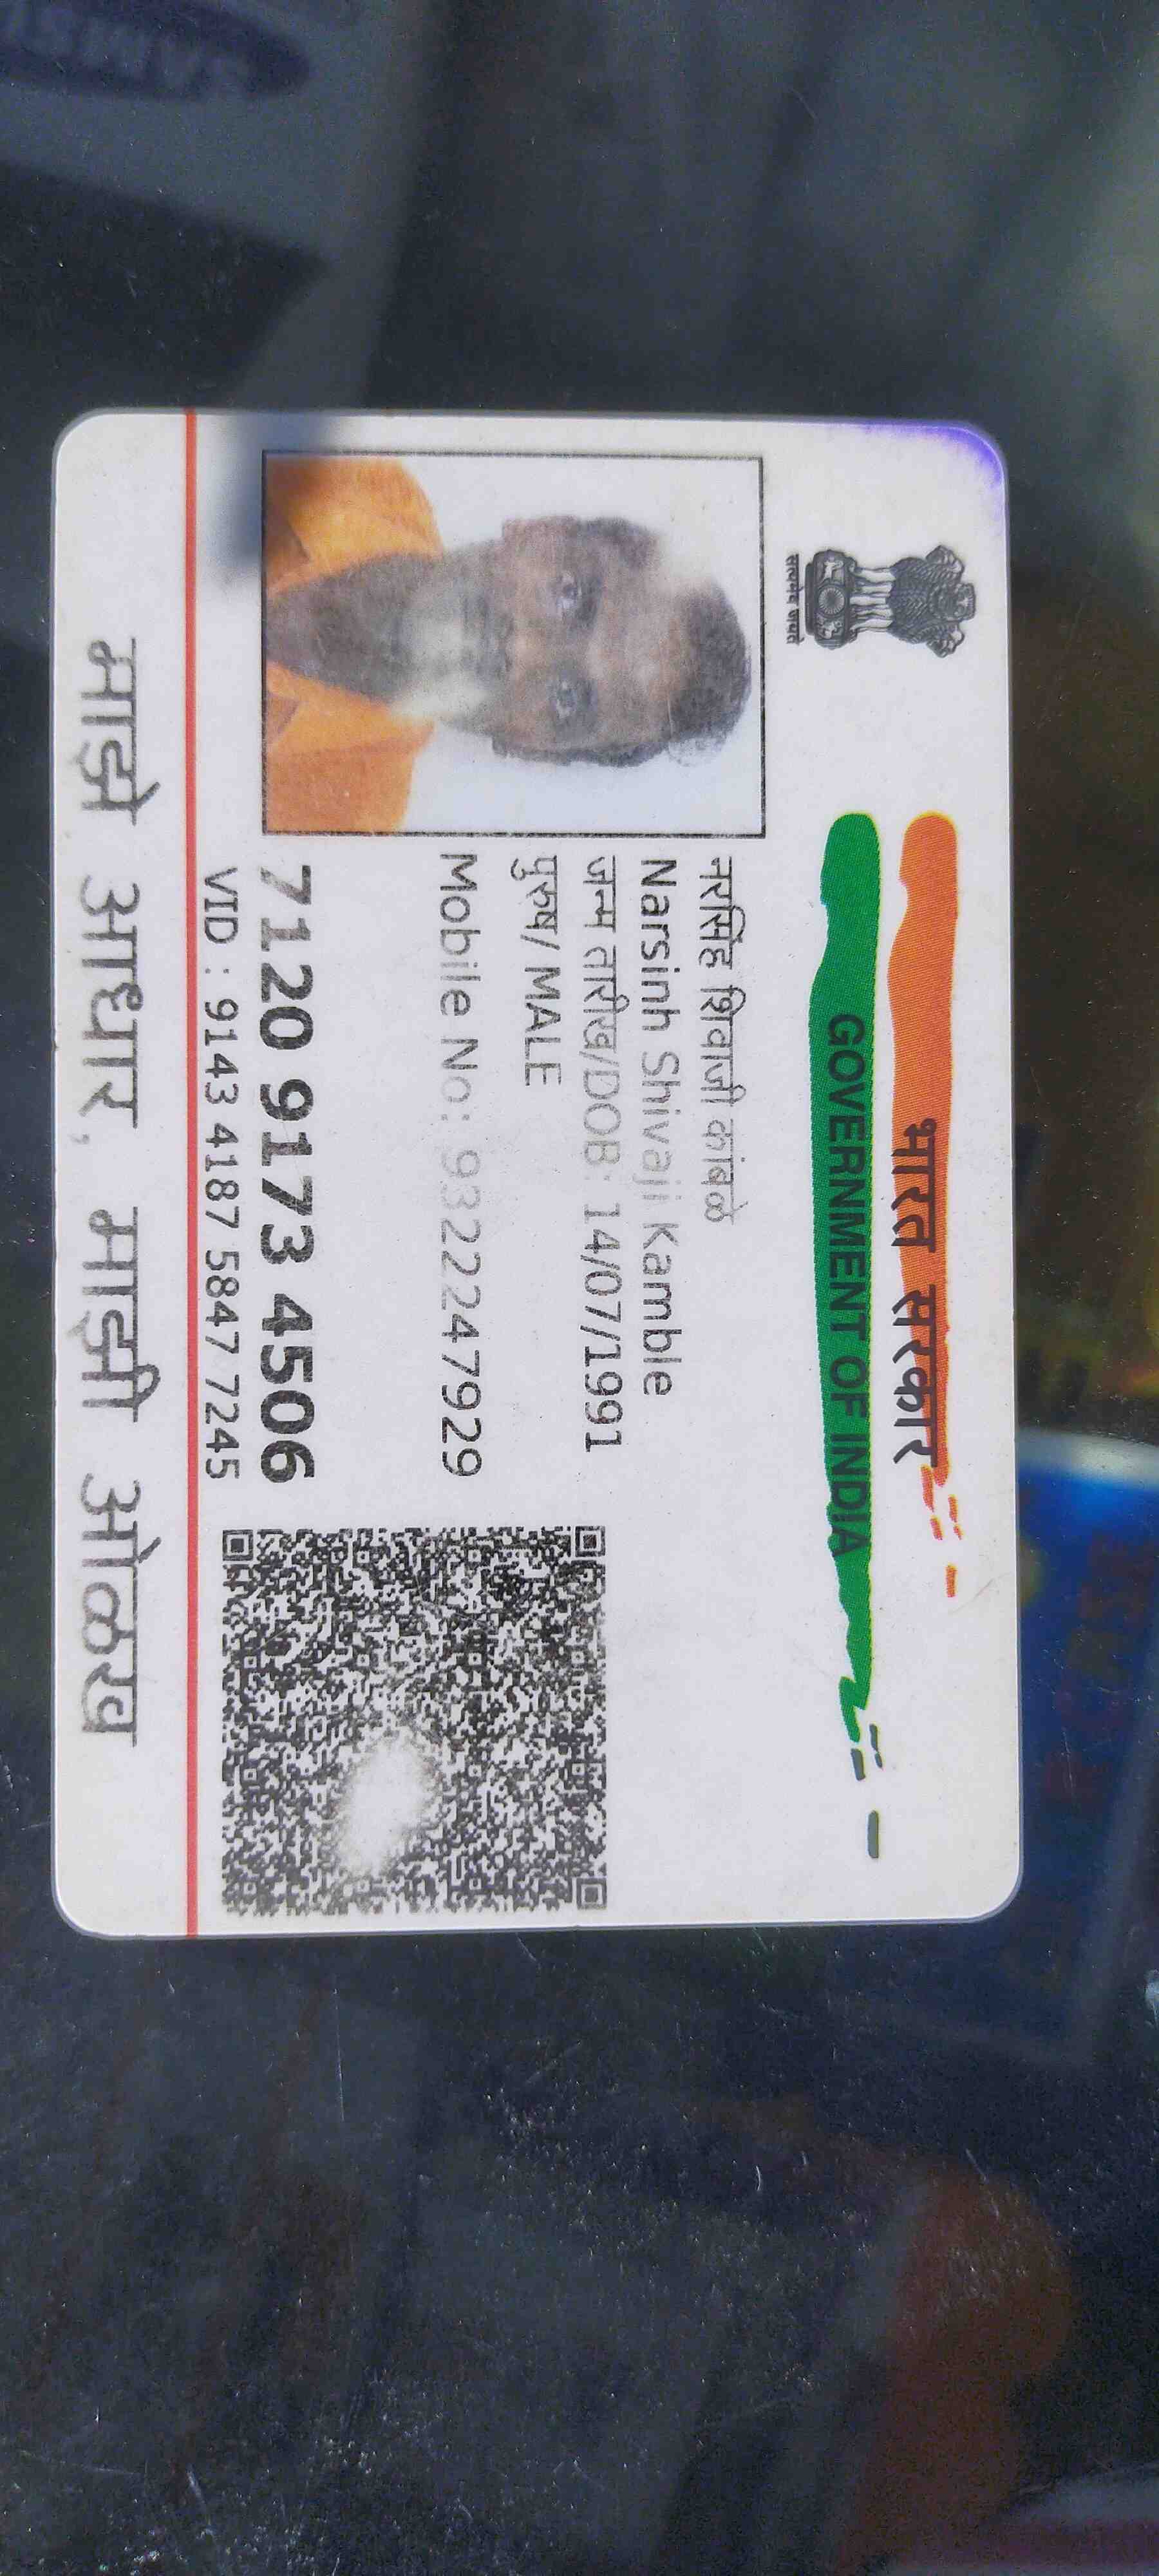 भारत सरकार
GOVERNMENT OF INDIA
सत्यमेव जयते
नरसिंह शिवाजी कांबळे
Narsinh Shivaji Kamble
जन्म तारीख/DOB: 14/07/1991
पुरुष/ MALE
Mobile No: 9322247929
7120 9173 4506
VID : 9143 4187 5847 7245
माझे आधार, माझी ओळख
SAMSUNG